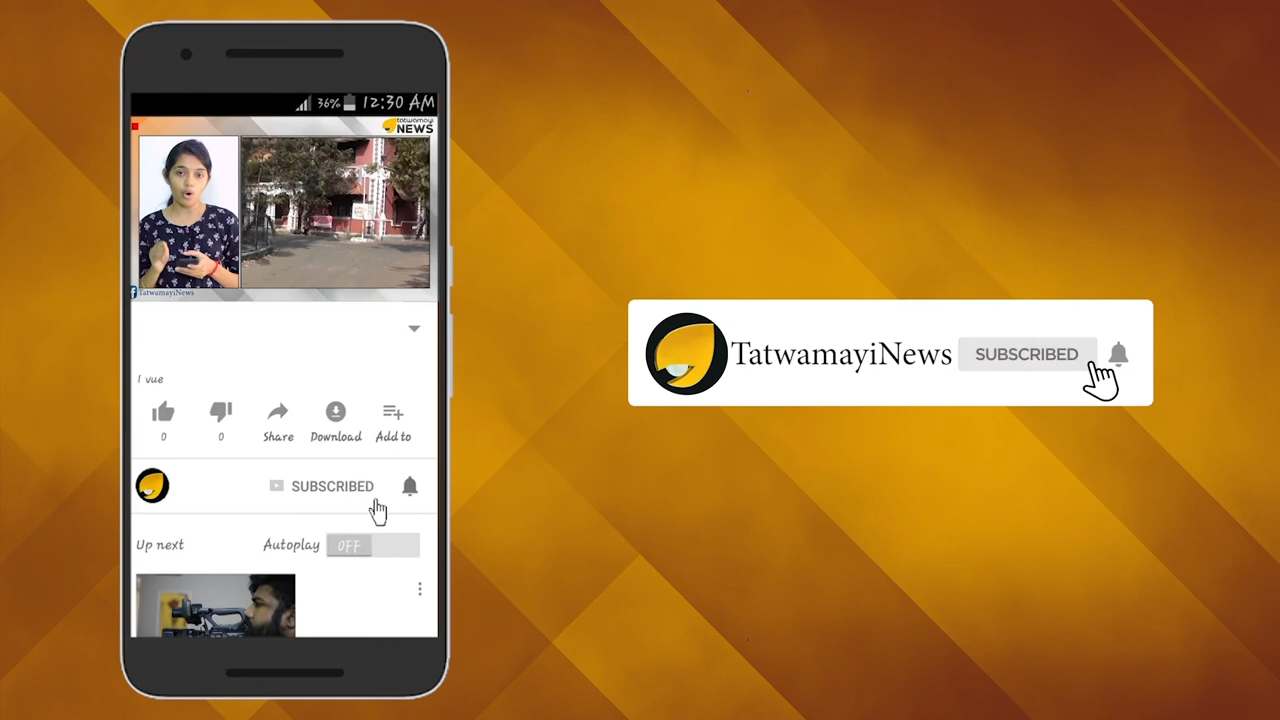 36% 12:30 AM
tatwamayi
NEWS
TatwamayiNews
1 vue
0 0 Share Download Add to
SUBSCRIBED
Up next Autoplay OFF
TatwamayiNews SUBSCRIBED